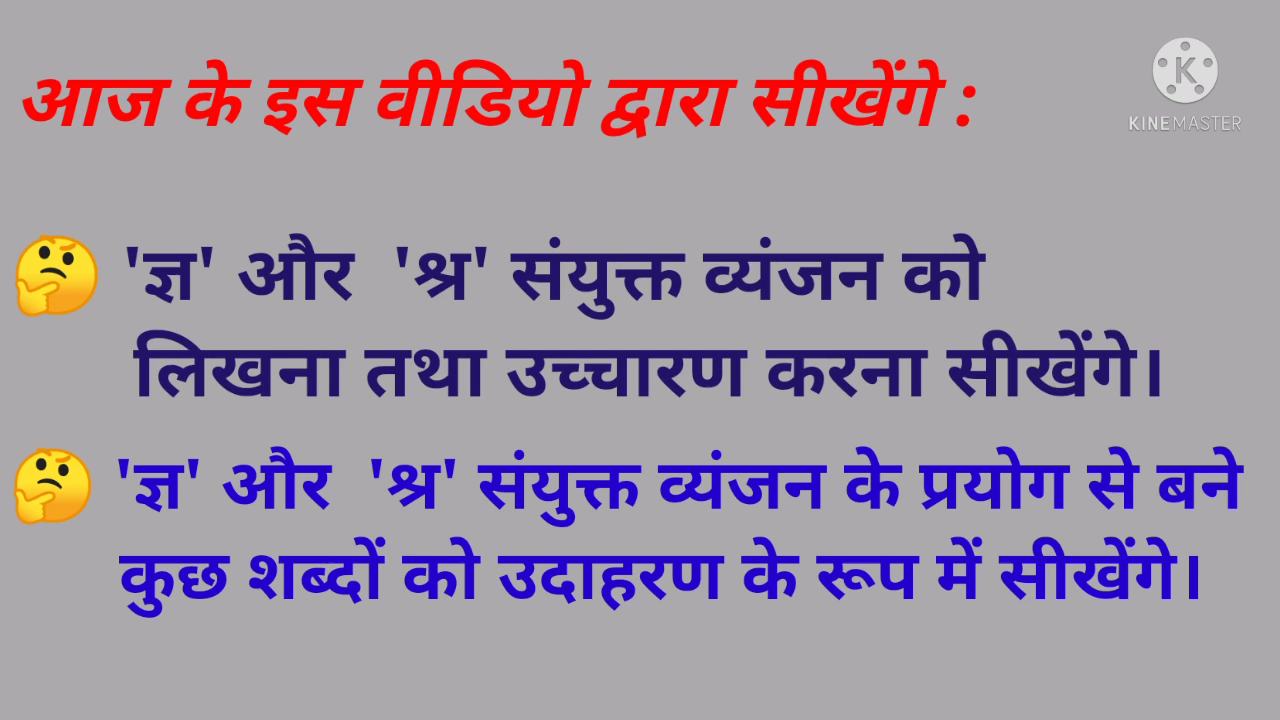 आज के इस वीडियो द्वारा सीखेंगे :
KINEMASTER
🤔 'ज्ञ' और 'श्र' संयुक्त व्यंजन को
लिखना तथा उच्चारण करना सीखेंगे।
🤔 'ज्ञ' और 'श्र' संयुक्त व्यंजन के प्रयोग से बने
कुछ शब्दों को उदाहरण के रूप में सीखेंगे।